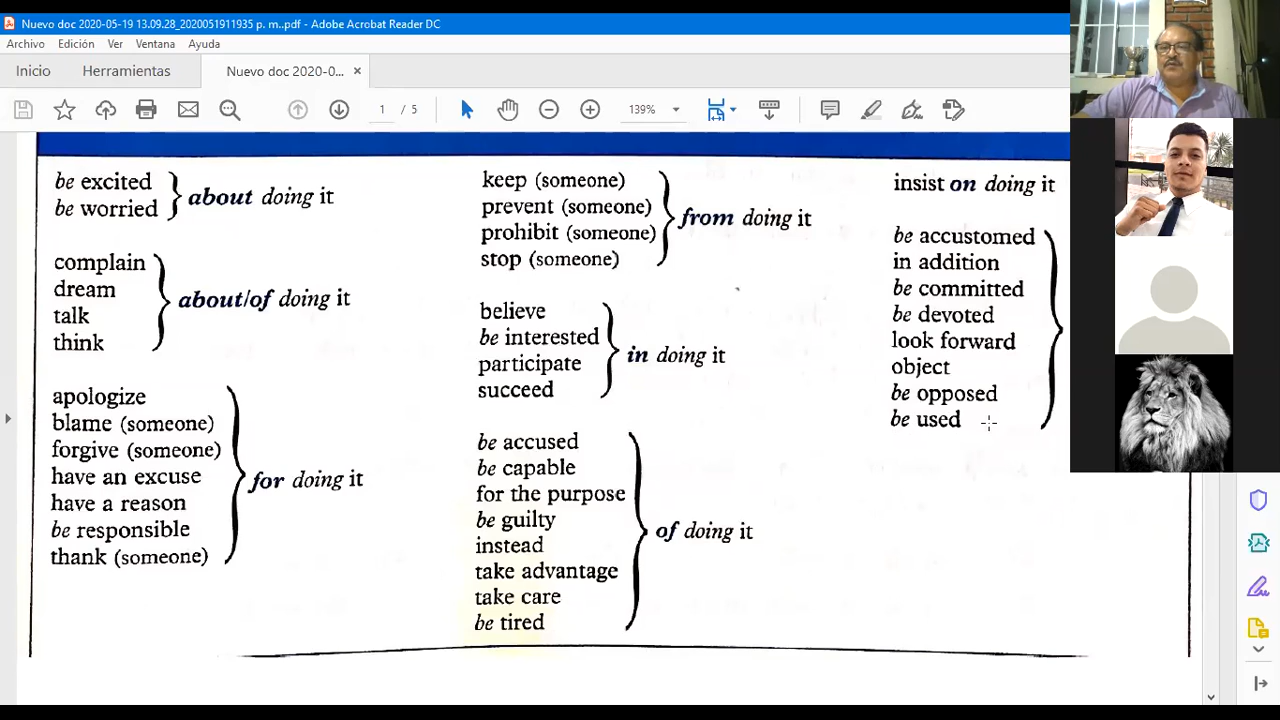 Nuevo doc 2020-05-19 13.09.28_2020051911935 p. m..pdf - Adobe Acrobat Reader DC
Archivo Edición Ver Ventana Ayuda
Inicio Herramientas Nuevo doc 2020-0... ×
1 / 5 139%
be excited
be worried
about doing it
complain
dream
talk
think
about/of doing it
apologize
blame (someone)
forgive (someone)
have an excuse
have a reason
be responsible
thank (someone)
for doing it
keep (someone)
prevent (someone)
prohibit (someone)
stop (someone)
from doing it
believe
be interested
participate
succeed
in doing it
be accused
be capable
for the purpose
be guilty
instead
take advantage
take care
be tired
of doing it
insist on doing it
be accustomed
in addition
be committed
be devoted
look forward
object
be opposed
be used